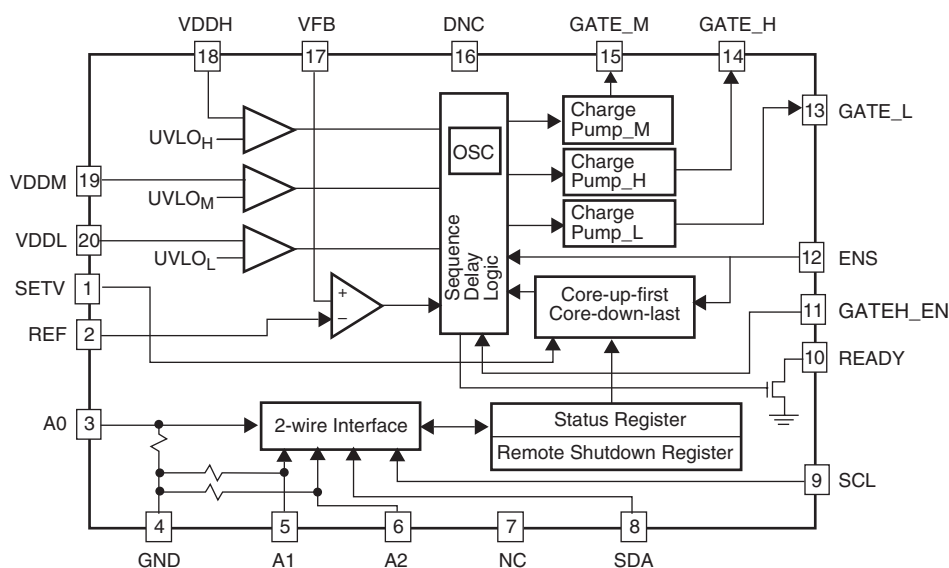 VDDH VFB DNC GATE_M GATE_H
18 17 16 15 14
Charge
Pump_M
13 GATE_L
UVLOH
OSC
Charge
Pump_H
VDDM 19
UVLOM
Charge
Pump_L
VDDL 20
UVLOL
Sequence
Delay
Logic
12 ENS
SETV 1
+
−
Core-up-first
Core-down-last
11 GATEH_EN
REF 2
10 READY
A0 3
2-wire Interface
Status Register
Remote Shutdown Register
9 SCL
4 5 6 7 8
GND A1 A2 NC SDA